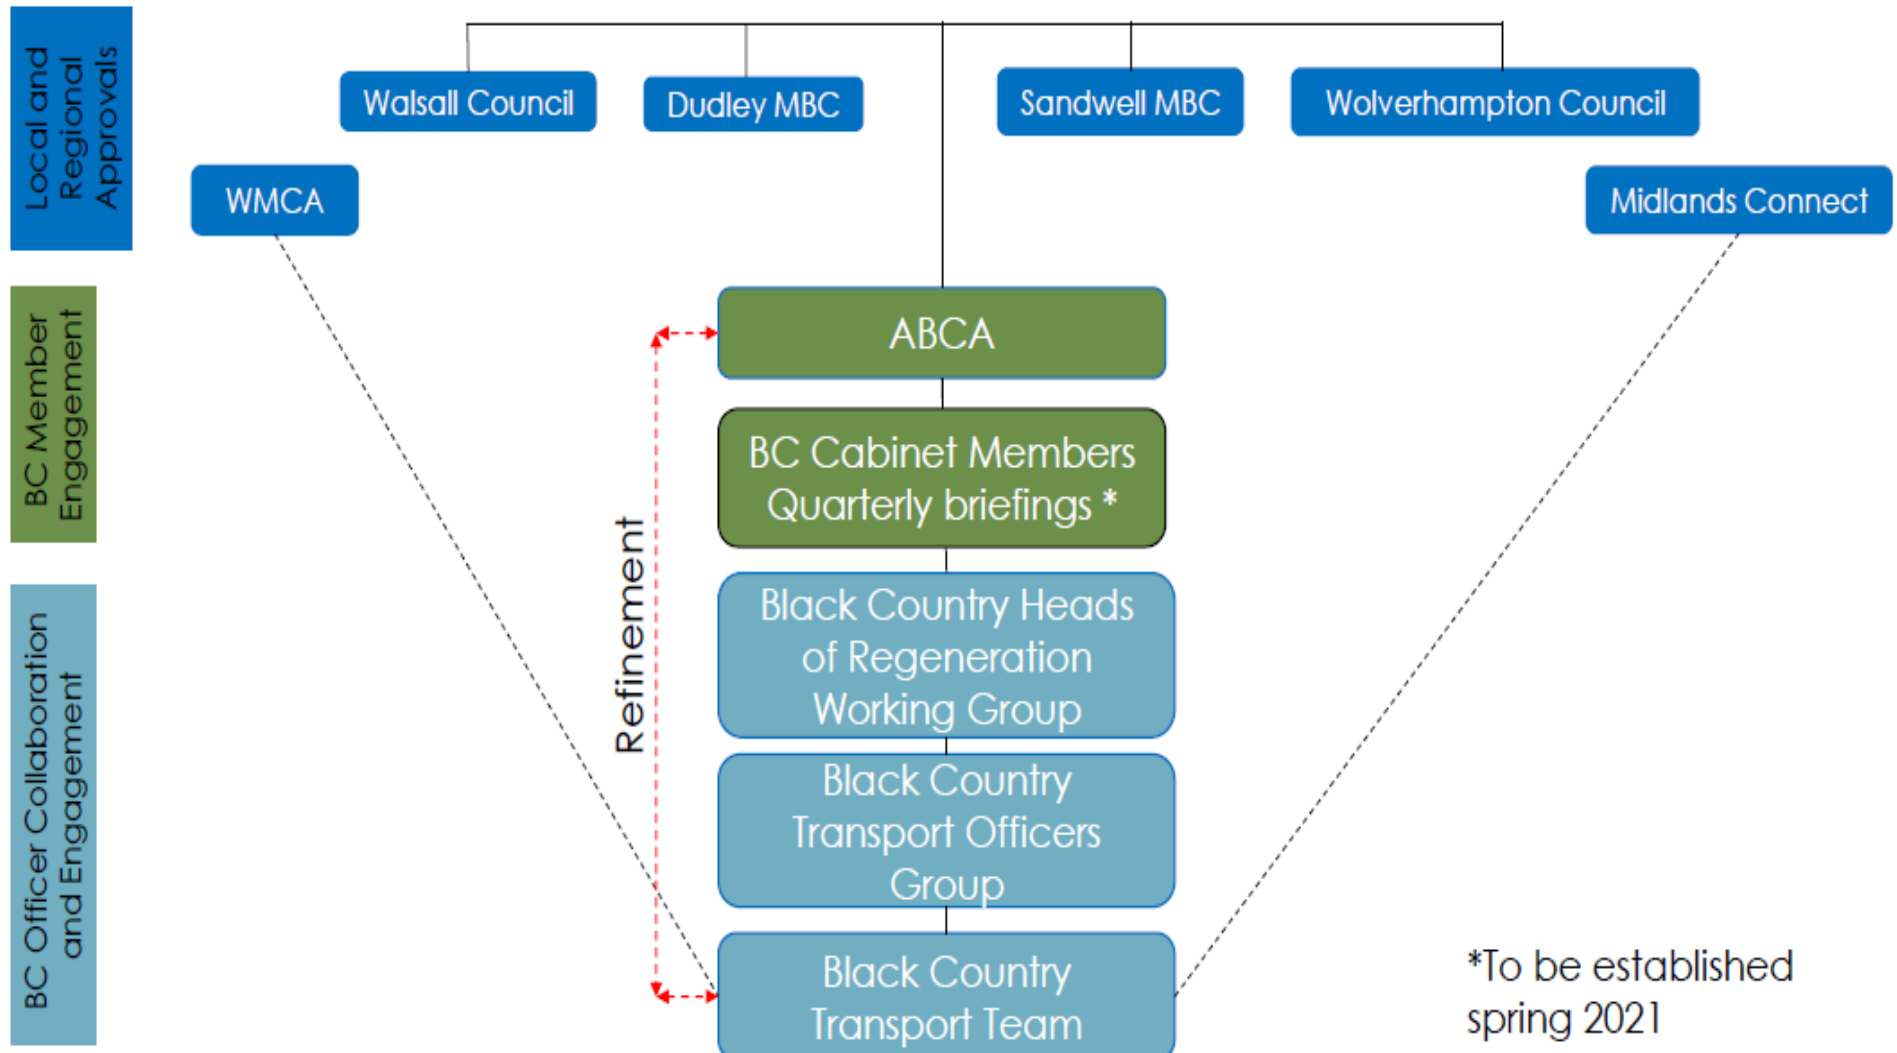 Local and
Regional
Approvals
Walsall Council
Dudley MBC
Sandwell MBC
Wolverhampton Council
WMCA
Midlands Connect
BC Member
Engagement
ABCA
BC Cabinet Members
Quarterly briefings *
Refinement
BC Officer Collaboration
and Engagement
Black Country Heads
of Regeneration
Working Group
Black Country
Transport Officers
Group
Black Country
Transport Team
*To be established
spring 2021